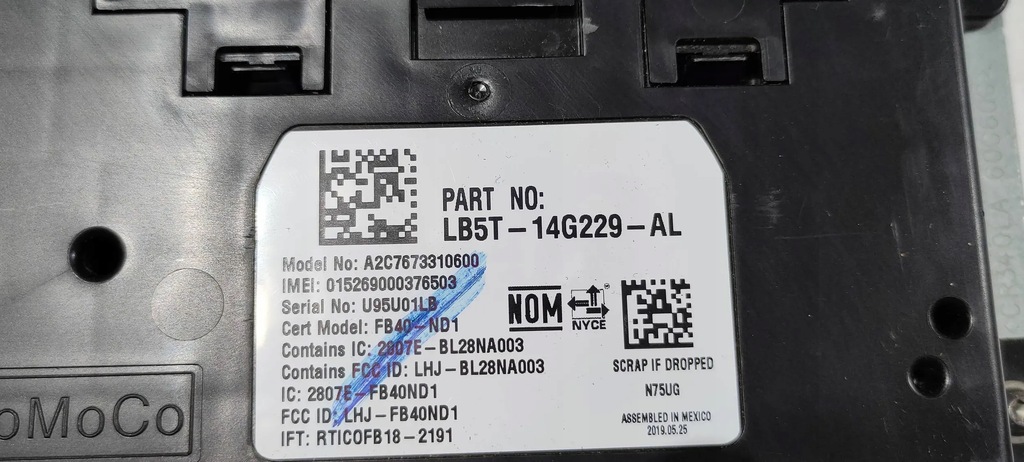 PART NO:
LB5T-14G229-AL
Model No: A2C7673310600
IMEI: 015269000376503
Serial No: U95U01LB
Cert Model: FB40-ND1
Contains IC: 2807E-BL28NA003
Contains FCC ID: LHJ-BL28NA003
IC: 2807E-FB40ND1
FCC ID: LHJ-FB40ND1
IFT: RTICOFB18-2191
NOM
NYCE
SCRAP IF DROPPED
N75UG
ASSEMBLED IN MEXICO
2019.05.25
oMoCo